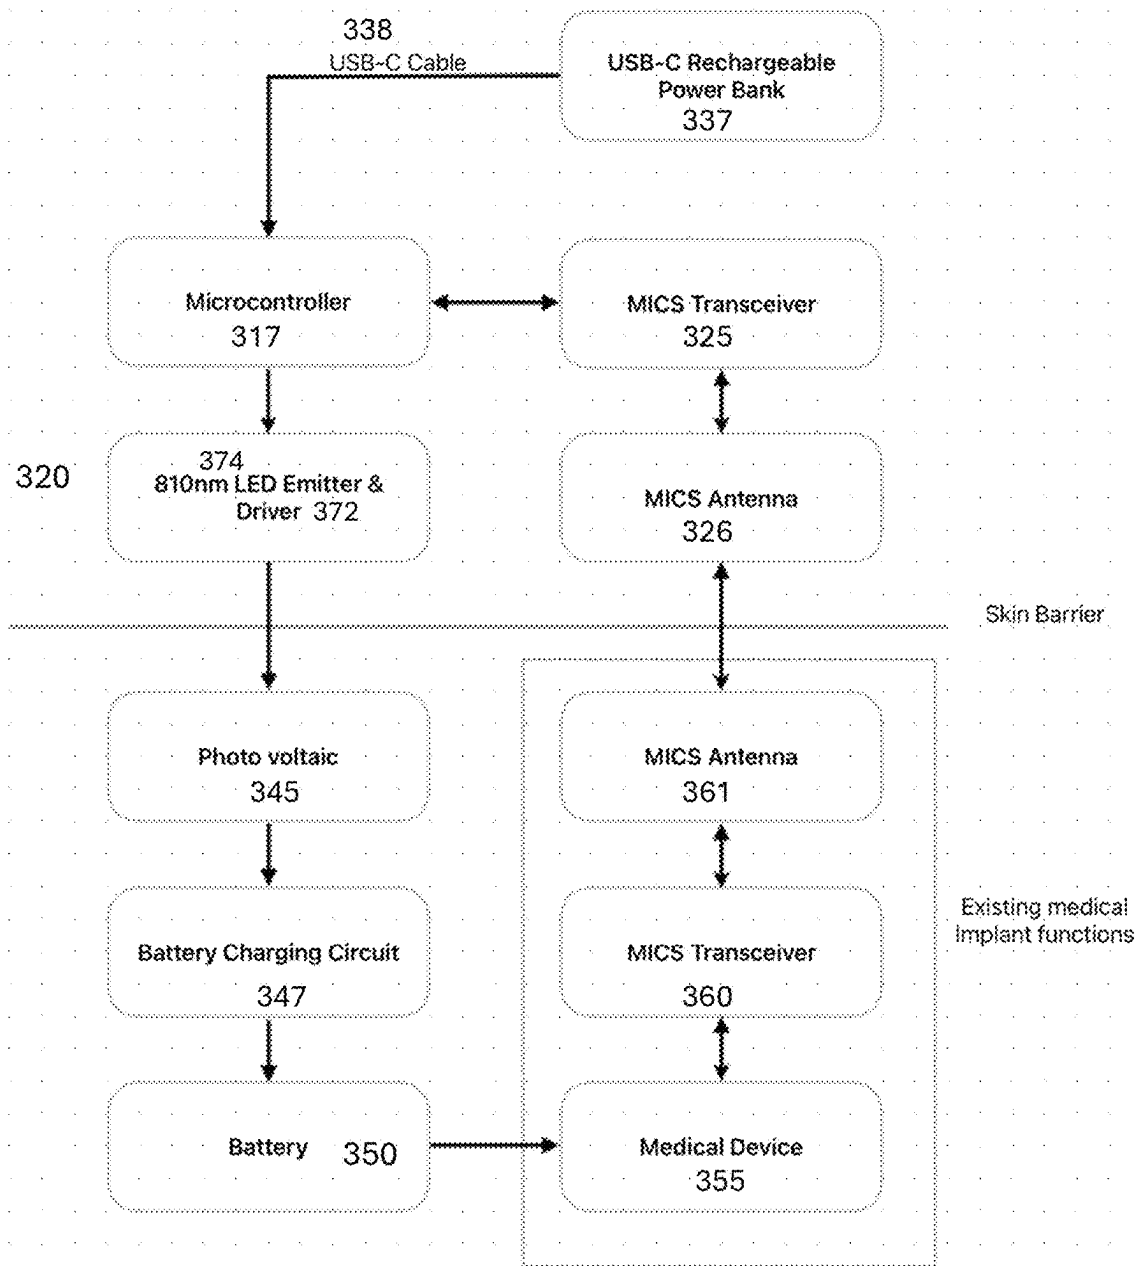 338
USB-C Cable
USB-C Rechargeable
Power Bank
337
Microcontroller
317
MICS Transceiver
325
320
374
810nm LED Emitter &
Driver 372
MICS Antenna
326
Skin Barrier
Photo voltaic
345
MICS Antenna
361
Battery Charging Circuit
347
MICS Transceiver
360
Existing medical
Implant functions
Battery 350
Medical Device
355